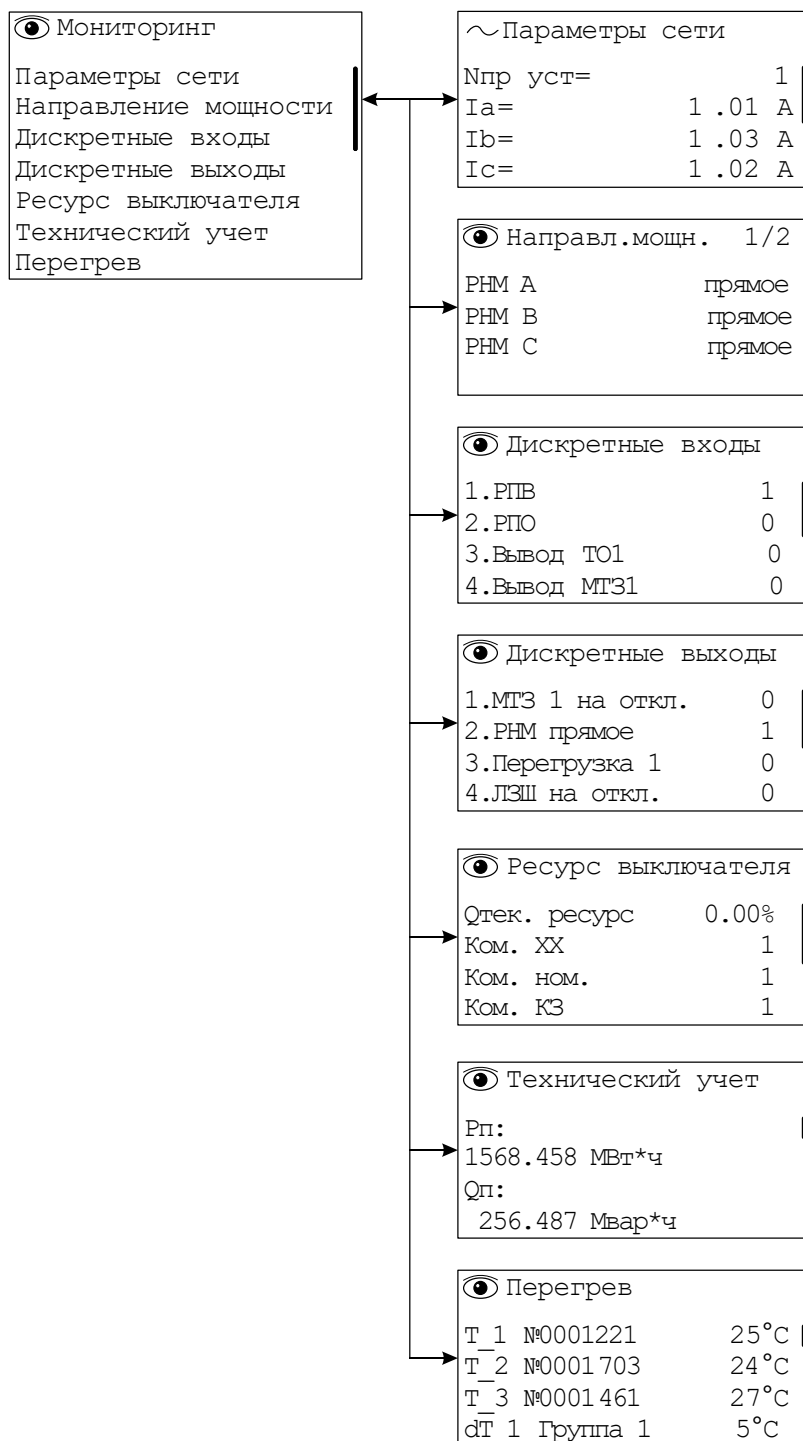 Мониторинг
Параметры сети
Направление мощности
Дискретные входы
Дискретные выходы
Ресурс выключателя
Технический учет
Перегрев
Параметры сети
Nпр уст= 1
Ia= 1.01 A
Ib= 1.03 A
Ic= 1.02 A
Направл.мощн. 1/2
РНМ A прямое
РНМ B прямое
РНМ C прямое
Дискретные входы
1.РПВ 1
2.РПО 0
3.Вывод ТО1 0
4.Вывод МТЗ1 0
Дискретные выходы
1.МТЗ 1 на откл. 0
2.РНМ прямое 1
3.Перегрузка 1 0
4.ЛЗШ на откл. 0
Ресурс выключателя
Qтек. ресурс 0.00%
Ком. ХХ 1
Ком. ном. 1
Ком. КЗ 1
Технический учет
Pп:
1568.458 МВт*ч
Qп:
256.487 Мвар*ч
Перегрев
T_1 №0001221 25°C
T_2 №0001703 24°C
T_3 №0001461 27°C
dT 1 Группа 1 5°C